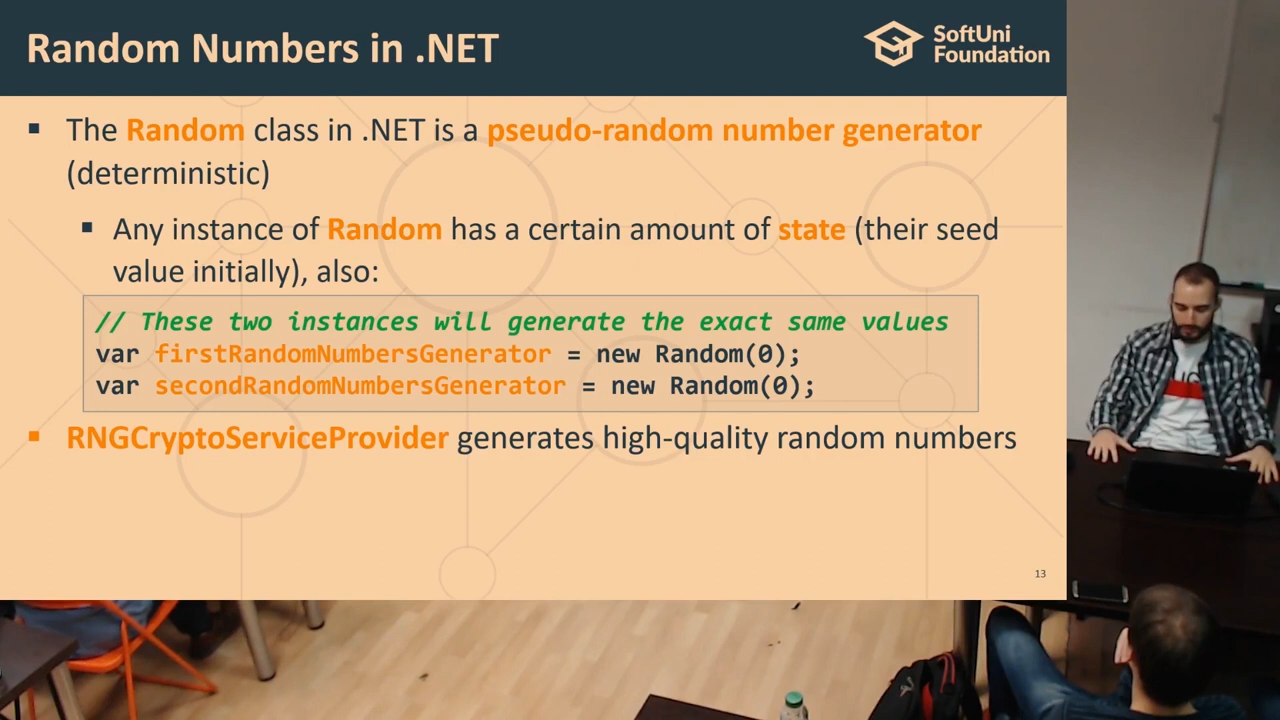 Random Numbers in .NET
SoftUni
Foundation
▪ The Random class in .NET is a pseudo-random number generator
(deterministic)
▪ Any instance of Random has a certain amount of state (their seed
value initially), also:
// These two instances will generate the exact same values
var firstRandomNumbersGenerator = new Random(0);
var secondRandomNumbersGenerator = new Random(0);
▪ RNGCryptoServiceProvider generates high-quality random numbers
13